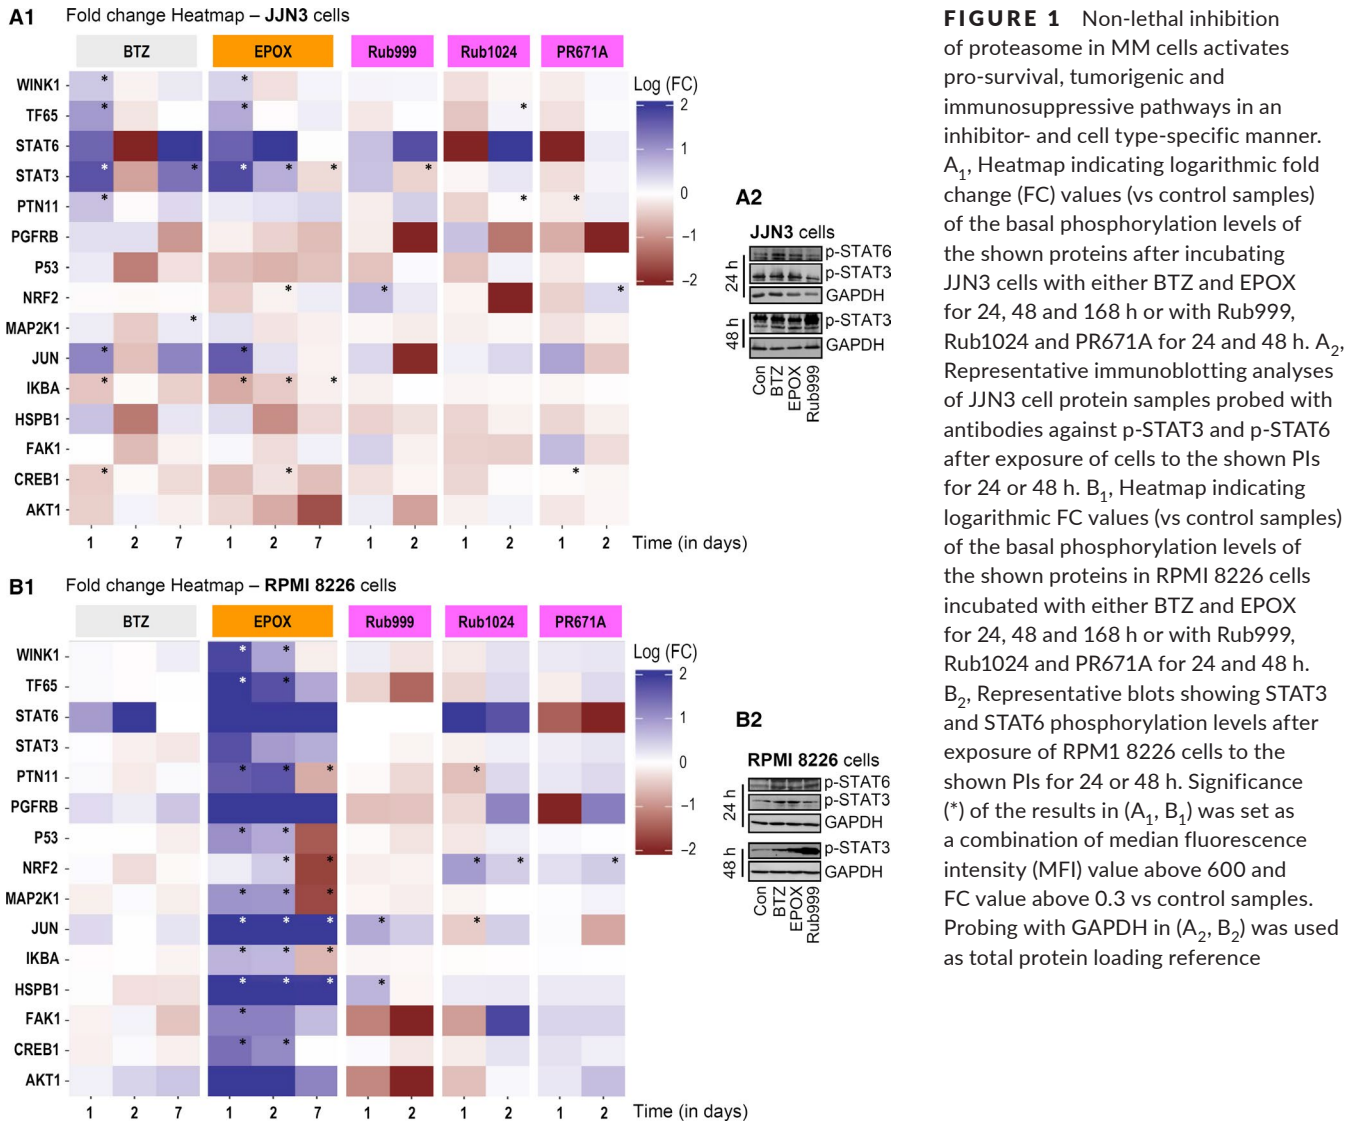 A1 Fold change Heatmap – JJN3 cells
BTZ EPOX Rub999 Rub1024 PR671A
WINK1
TF65
STAT6
STAT3
PTN11
PGFRB
P53
NRF2
MAP2K1
JUN
IKBA
HSPB1
FAK1
CREB1
AKT1
1 2 7 1 2 7 1 2 1 2 1 2 Time (in days)
Log (FC)
2
1
0
−1
−2
A2
JJN3 cells
24 h
p-STAT6
p-STAT3
GAPDH
48 h
p-STAT3
GAPDH
Con
BTZ
EPOX
Rub999
B1 Fold change Heatmap – RPMI 8226 cells
BTZ EPOX Rub999 Rub1024 PR671A
WINK1
TF65
STAT6
STAT3
PTN11
PGFRB
P53
NRF2
MAP2K1
JUN
IKBA
HSPB1
FAK1
CREB1
AKT1
1 2 7 1 2 7 1 2 1 2 1 2 Time (in days)
Log (FC)
2
1
0
−1
−2
B2
RPMI 8226 cells
24 h
p-STAT6
p-STAT3
GAPDH
48 h
p-STAT3
GAPDH
Con
BTZ
EPOX
Rub999
FIGURE 1 Non-lethal inhibition
of proteasome in MM cells activates
pro-survival, tumorigenic and
immunosuppressive pathways in an
inhibitor- and cell type-specific manner.
A1, Heatmap indicating logarithmic fold
change (FC) values (vs control samples)
of the basal phosphorylation levels of
the shown proteins after incubating
JJN3 cells with either BTZ and EPOX
for 24, 48 and 168 h or with Rub999,
Rub1024 and PR671A for 24 and 48 h. A2,
Representative immunoblotting analyses
of JJN3 cell protein samples probed with
antibodies against p-STAT3 and p-STAT6
after exposure of cells to the shown PIs
for 24 or 48 h. B1, Heatmap indicating
logarithmic FC values (vs control samples)
of the basal phosphorylation levels of
the shown proteins in RPMI 8226 cells
incubated with either BTZ and EPOX
for 24, 48 and 168 h or with Rub999,
Rub1024 and PR671A for 24 and 48 h.
B2, Representative blots showing STAT3
and STAT6 phosphorylation levels after
exposure of RPM1 8226 cells to the
shown PIs for 24 or 48 h. Significance
(*) of the results in (A1, B1) was set as
a combination of median fluorescence
intensity (MFI) value above 600 and
FC value above 0.3 vs control samples.
Probing with GAPDH in (A2, B2) was used
as total protein loading reference